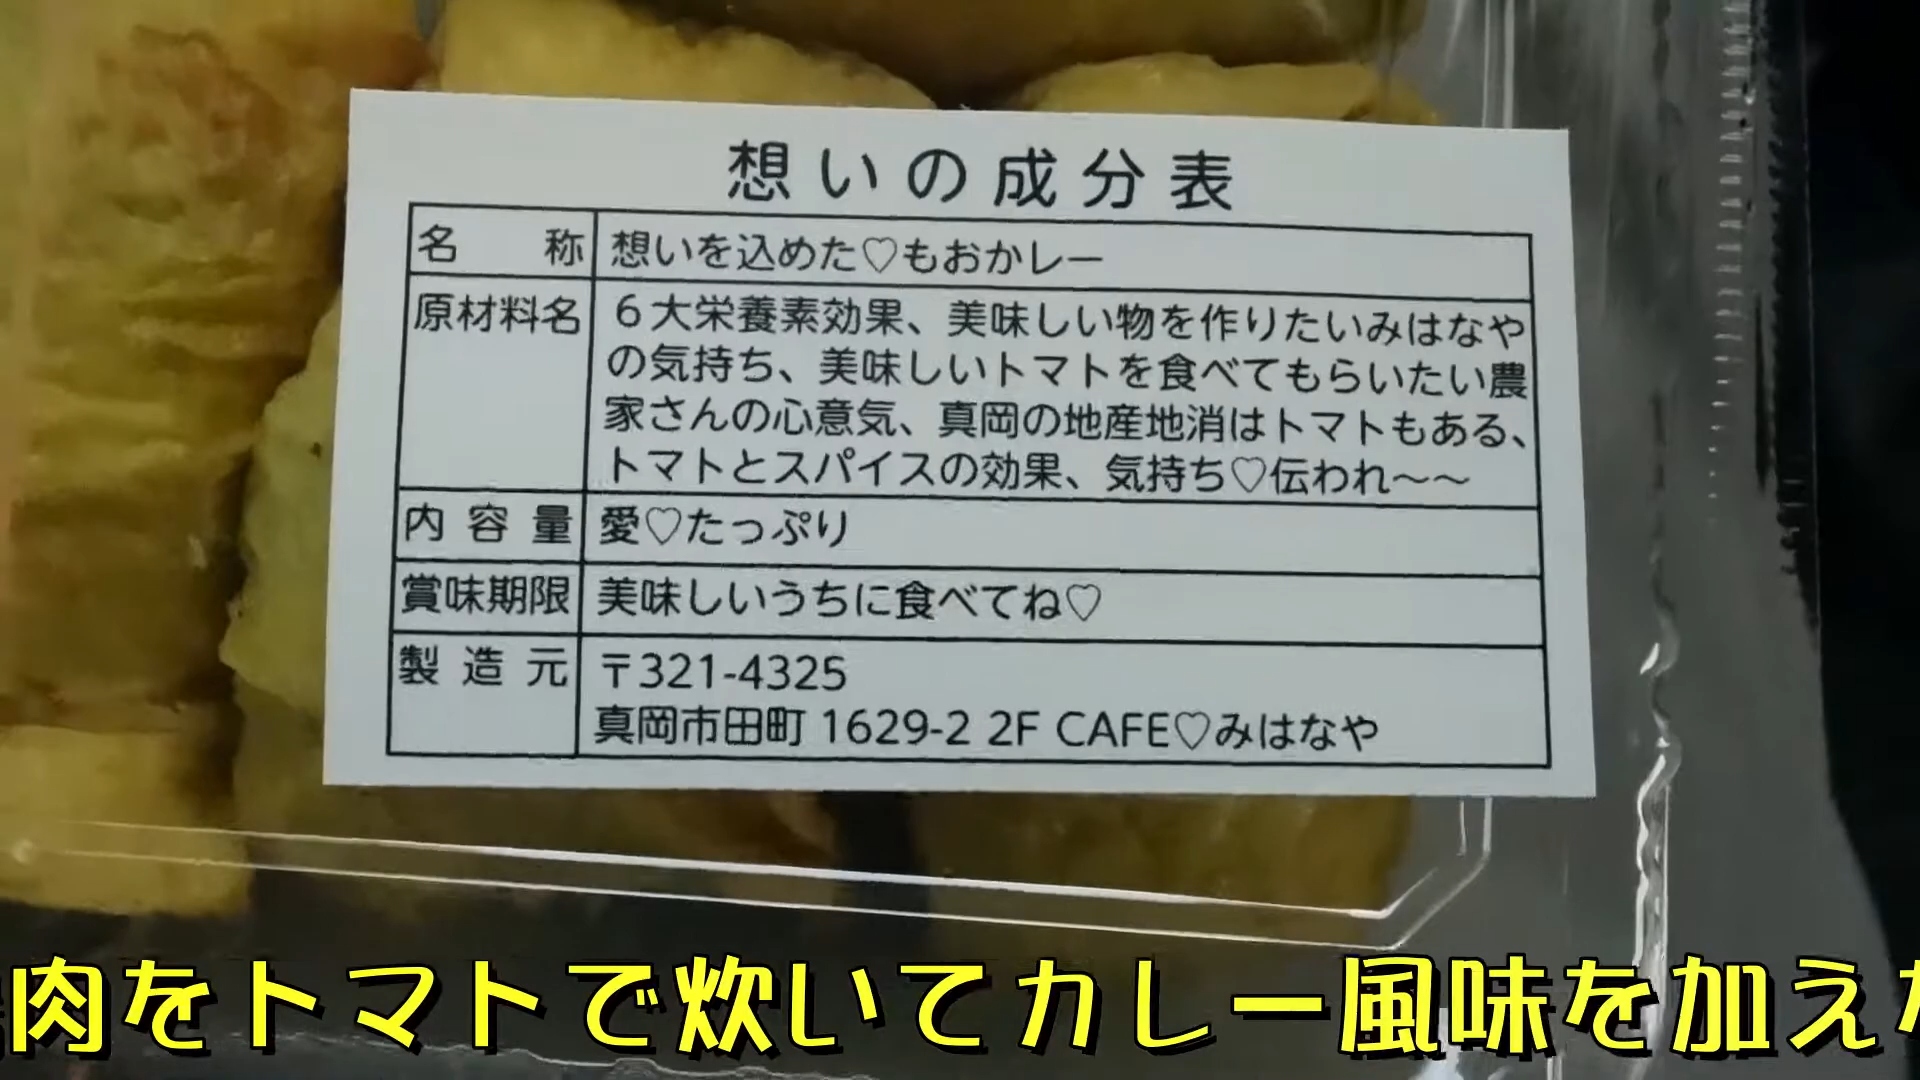 想いの成分表
名称 想いを込めた♡もおかレー
原材料名 6大栄養素効果、美味しい物を作りたいみはなや
の気持ち、美味しいトマトを食べてもらいたい農
家さんの心意気、真岡の地産地消はトマトもある、
トマトとスパイスの効果、気持ち♡伝われ〜〜
内容量 愛♡たっぷり
賞味期限 美味しいうちに食べてね♡
製造元 〒321-4325
真岡市田町 1629-2 2F CAFE♡みはなや
肉をトマトで炊いてカレー風味を加え